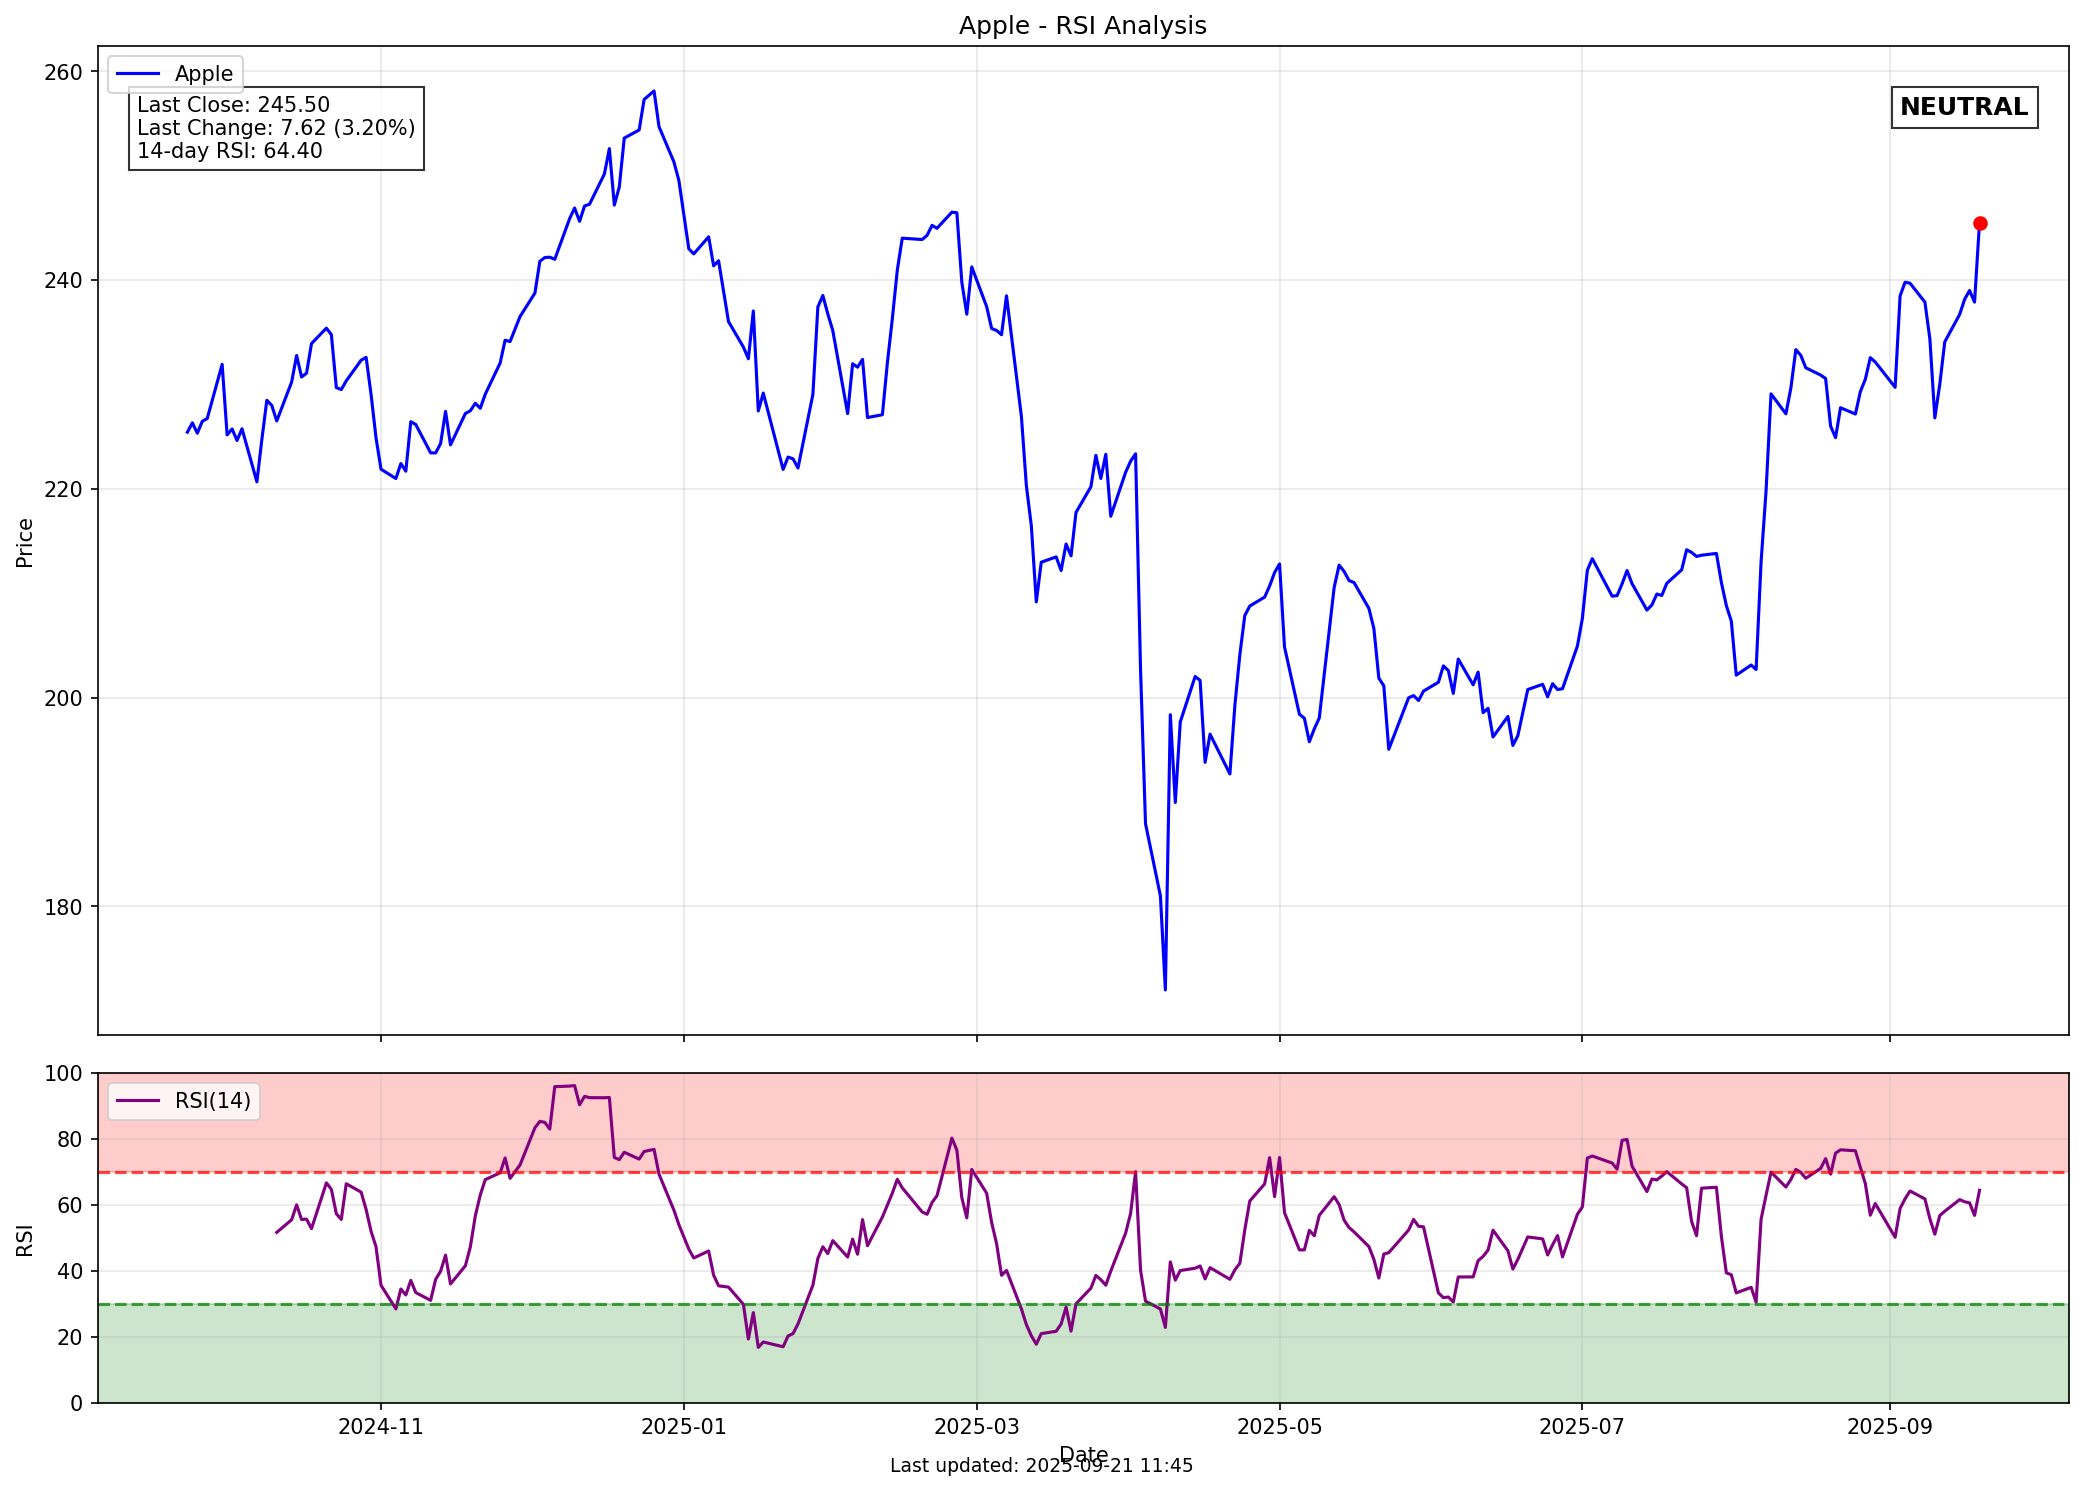 Apple - RSI Analysis
Apple
Last Close: 245.50
Last Change: 7.62 (3.20%)
14-day RSI: 64.40
NEUTRAL
260
240
220
200
180
Price
RSI(14)
100
80
60
40
20
0
RSI
2024-11
2025-01
2025-03
2025-05
2025-07
2025-09
Date
Last updated: 2025-09-21 11:45